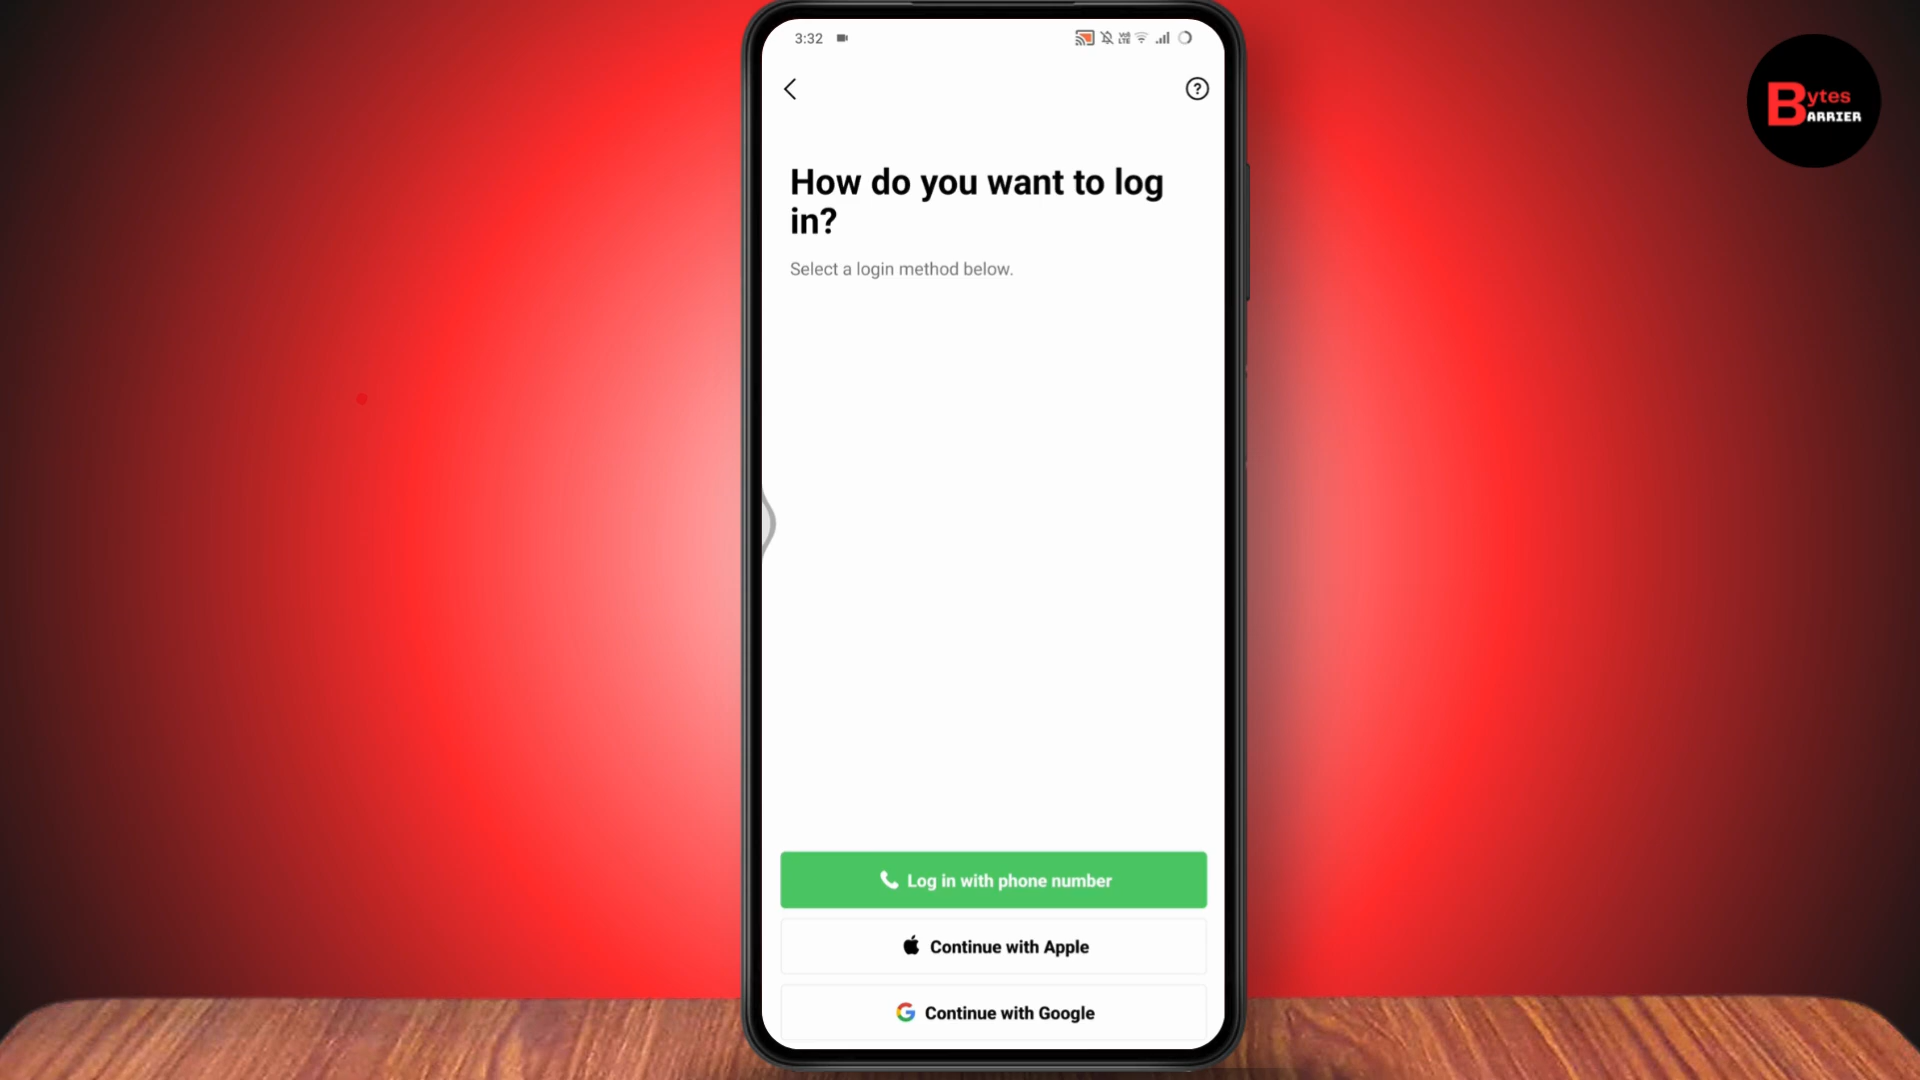 3:32
How do you want to log
in?
Select a login method below.
Log in with phone number
Continue with Apple
Continue with Google
Bytes
BARRIER